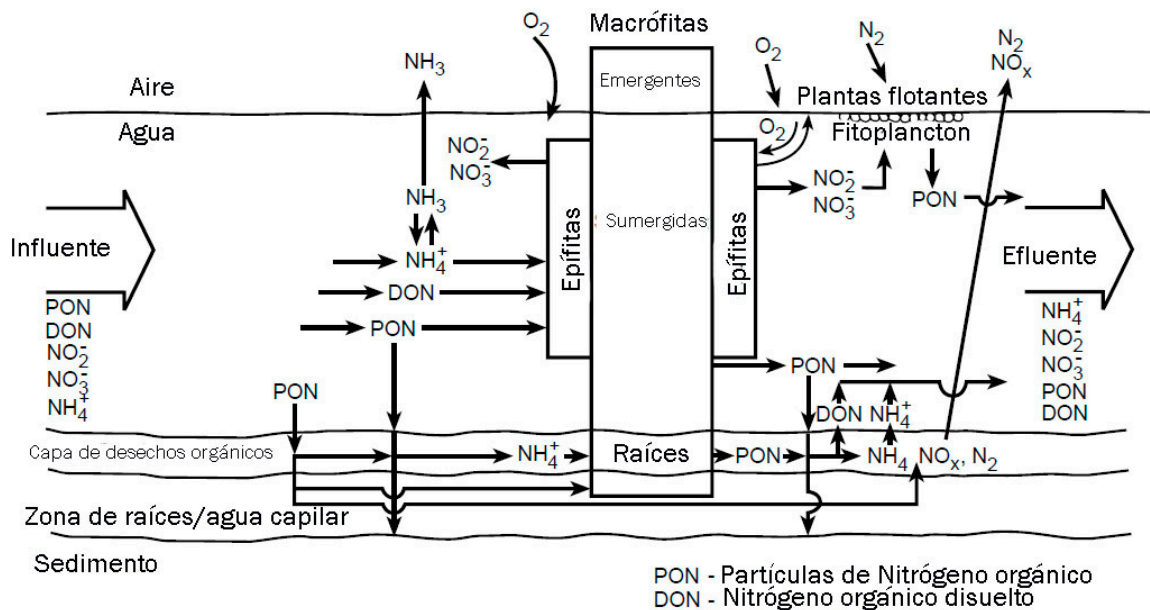 Macrófitas
O₂
N₂
N₂
NOₓ
O₂
NH₃
Emergentes
Aire
Plantas flotantes
Agua
Fitoplancton
O₂
NO₂⁻
NO₃⁻
NH₃
NO₂⁻
NO₃⁻
PON
Influente
Epífitas
Sumergidas
Epífitas
Efluente
NH₄⁺
DON
PON
PON
DON
NO₂⁻
NO₃⁻
NH₄⁺
NH₄⁺
NO₂⁻
NO₃⁻
PON
DON
PON
PON
DON
NH₄⁺
Capa de desechos orgánicos
NH₄⁺
Raíces
PON
NH₄
NOₓ, N₂
Zona de raíces/agua capilar
Sedimento
PON - Partículas de Nitrógeno orgánico
DON - Nitrógeno orgánico disuelto